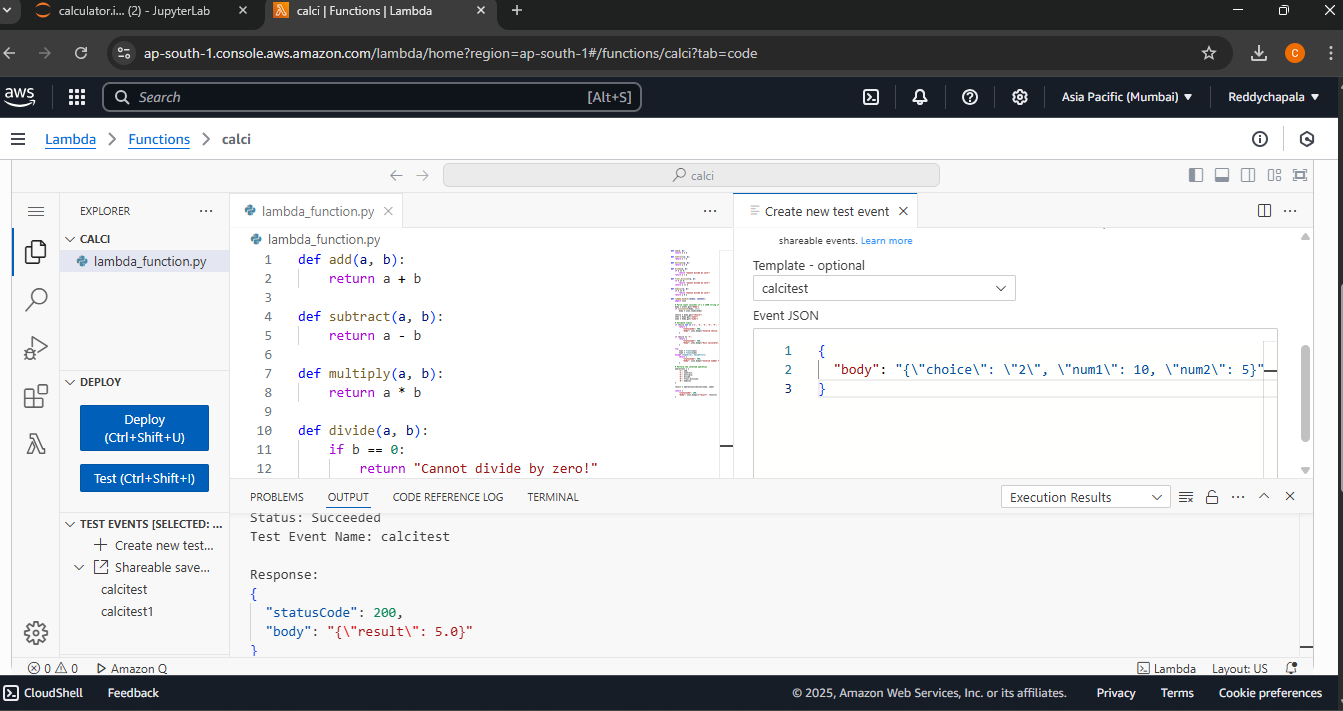 calculator.i... (2) - JupyterLab
calci | Functions | Lambda
ap-south-1.console.aws.amazon.com/lambda/home?region=ap-south-1#/functions/calci?tab=code
C
aws
Search
[Alt+S]
Asia Pacific (Mumbai)
Reddychapala
Lambda
Functions
calci
calci
EXPLORER
CALCI
lambda_function.py
DEPLOY
Deploy
(Ctrl+Shift+U)
Test (Ctrl+Shift+I)
TEST EVENTS [SELECTED: ...
Create new test...
Shareable save...
calcitest
calcitest1
lambda_function.py
lambda_function.py
1 def add(a, b):
2 return a + b
3
4 def subtract(a, b):
5 return a - b
6
7 def multiply(a, b):
8 return a * b
9
10 def divide(a, b):
11 if b == 0:
12 return "Cannot divide by zero!"
Create new test event
shareable events. Learn more
Template - optional
calcitest
Event JSON
1 {
2 "body": "{\"choice\": \"2\", \"num1\": 10, \"num2\": 5}"
3 }
PROBLEMS
OUTPUT
CODE REFERENCE LOG
TERMINAL
Execution Results
Status: Succeeded
Test Event Name: calcitest
Response:
{
"statusCode": 200,
"body": "{\"result\": 5.0}"
}
0 0
Amazon Q
Lambda
Layout: US
CloudShell
Feedback
© 2025, Amazon Web Services, Inc. or its affiliates.
Privacy
Terms
Cookie preferences